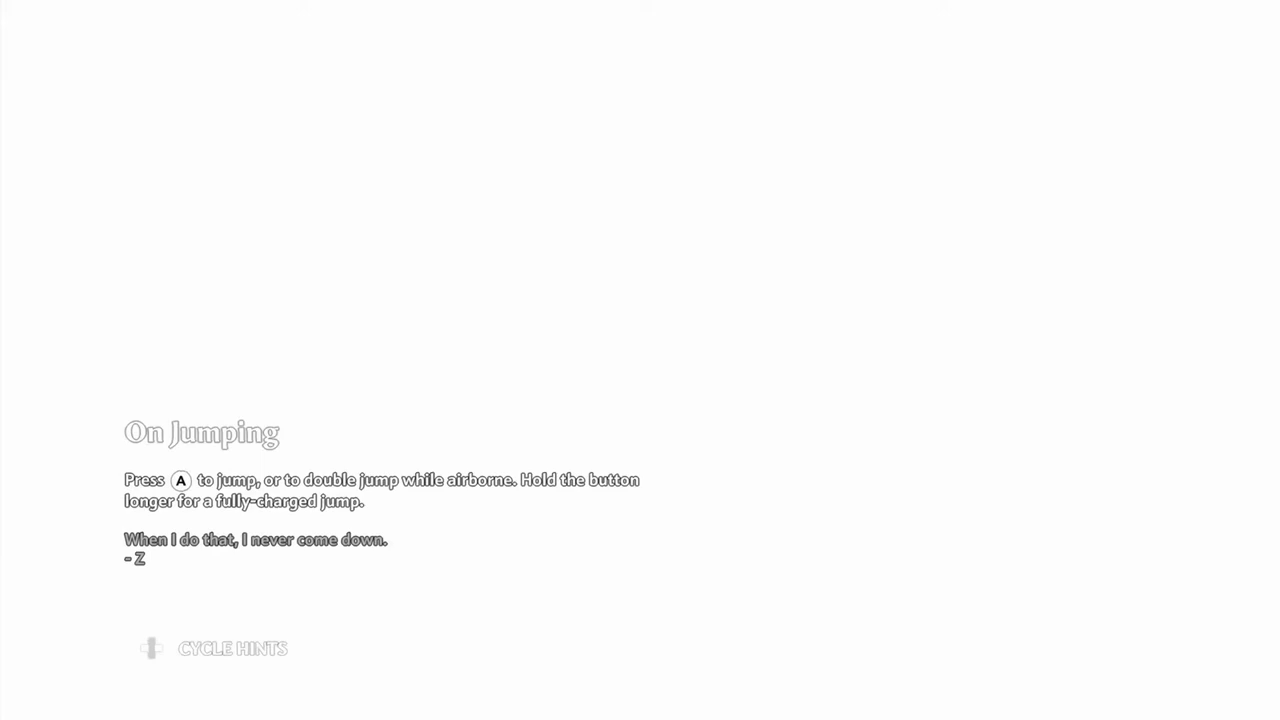 On Jumping
Press A to jump, or to double jump while airborne. Hold the button
longer for a fully-charged jump.
When I do that, I never come down.
- Z
CYCLE HINTS